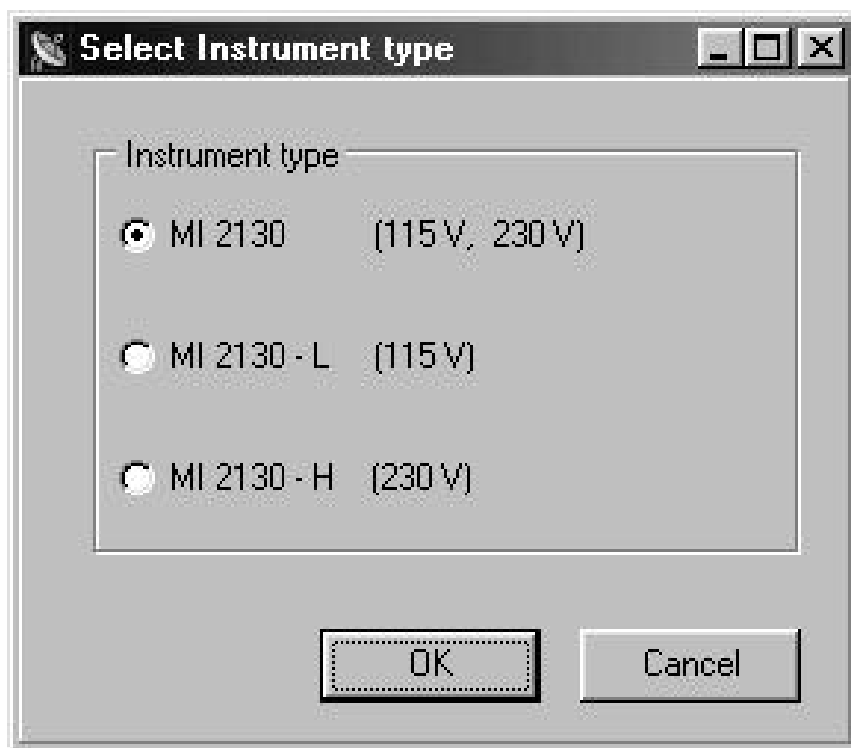 Select Instrument type
Instrument type
MI 2130 (115 V, 230 V)
MI 2130 - L (115 V)
MI 2130 - H (230 V)
OK Cancel